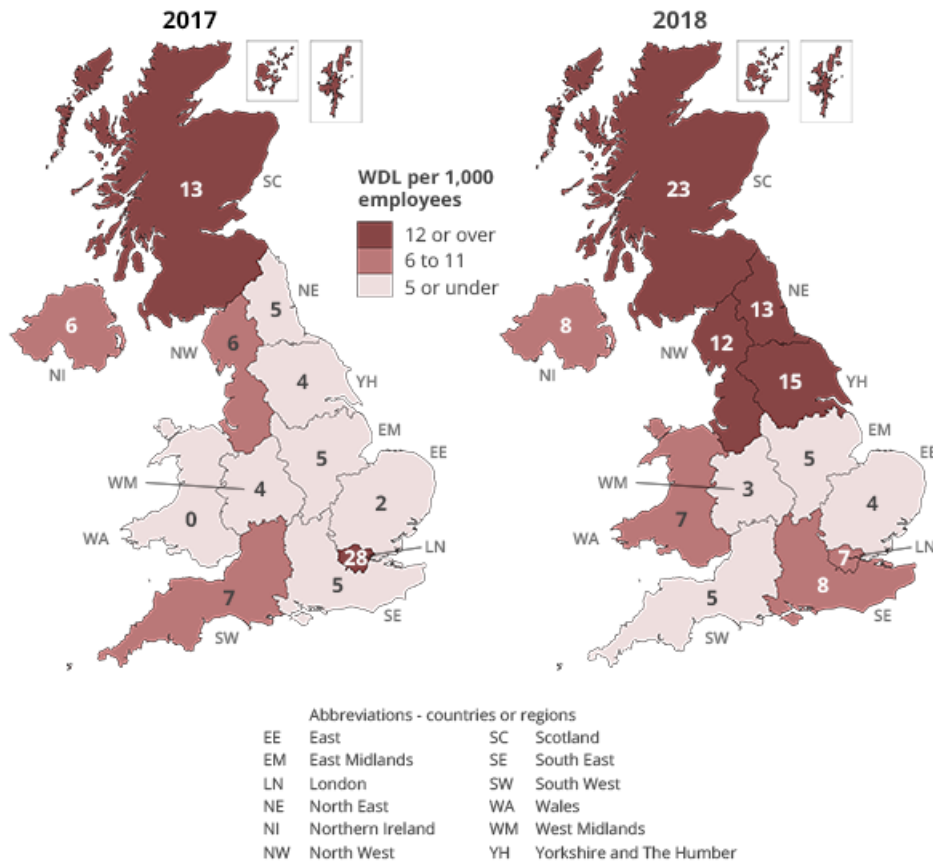 2017
2018
13
SC
WDL per 1,000
employees
12 or over
6 to 11
5 or under
23
SC
6
NI
NW
6
5
NE
4
YH
EM
EE
5
WM
4
2
WA
0
28
LN
5
7
SW
SE
8
NI
NW
12
13
NE
15
YH
EM
EE
5
WM
3
4
WA
7
7
LN
8
5
SW
SE
Abbreviations - countries or regions
EE East SC Scotland
EM East Midlands SE South East
LN London SW South West
NE North East WA Wales
NI Northern Ireland WM West Midlands
NW North West YH Yorkshire and The Humber